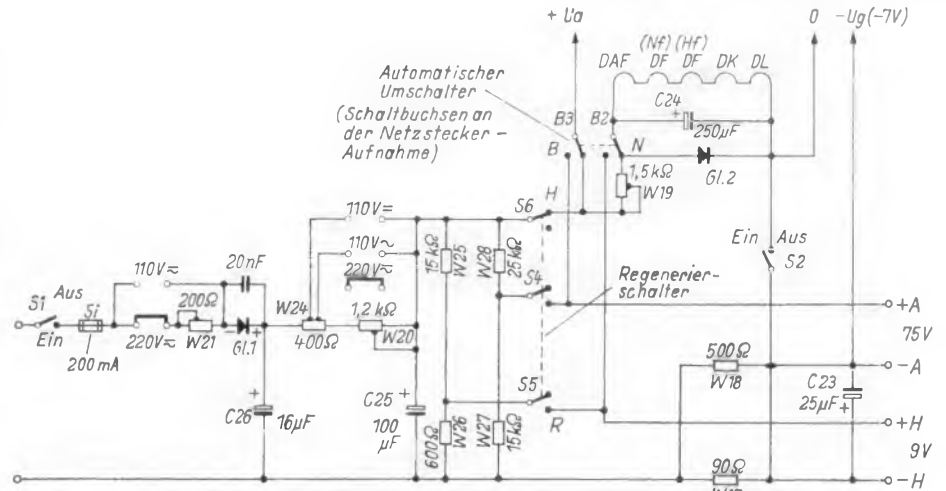 + Ua
0
-Ug (-7V)
(Nf) (Hf)
DAF DF DF DK DL
Automatischer
Umschalter
(Schaltbuchsen an
der Netzstecker -
Aufnahme)
C24
+
250µF
B3
B2
B
N
Gl.2
1,5kΩ
W19
H
S6
110V=
110V~
220V≂
15kΩ
W25
W28
25kΩ
S4
Ein Aus
S2
Regenerier-
schalter
110V≂
20nF
S1 Aus
Ein
Si
200mA
220V≂
200Ω
W21
-
+
Gl.1
W24
400Ω
1,2kΩ
W20
+A
75V
-A
500Ω
W18
C23
25µF
+
+
C26
16µF
C25
+
100
µF
S5
R
600Ω
W26
W27
15kΩ
+H
9V
-H
90Ω